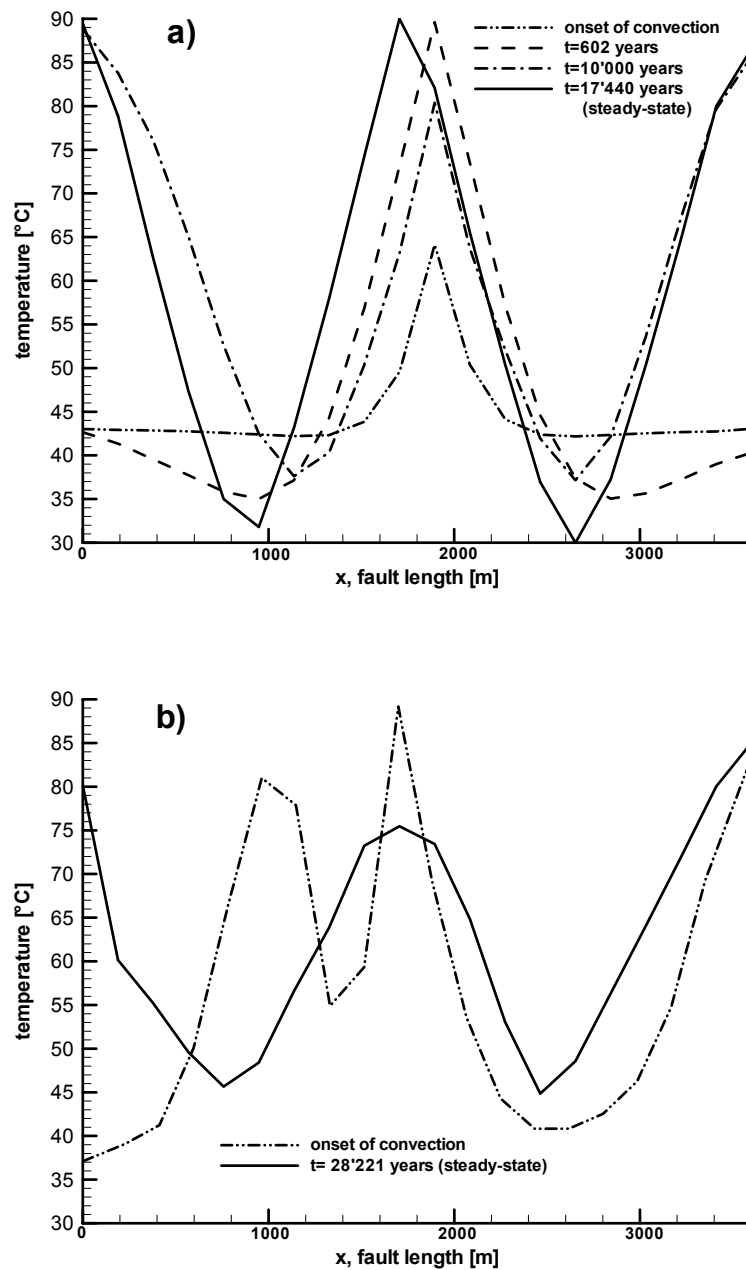 a)
onset of convection
t=602 years
t=10'000 years
t=17'440 years
(steady-state)
90
85
80
75
70
65
60
55
50
45
40
35
30
temperature [°C]
0 1000 2000 3000
x, fault length [m]
b)
90
85
80
75
70
65
60
55
50
45
40
35
30
temperature [°C]
onset of convection
t= 28'221 years (steady-state)
0 1000 2000 3000
x, fault length [m]